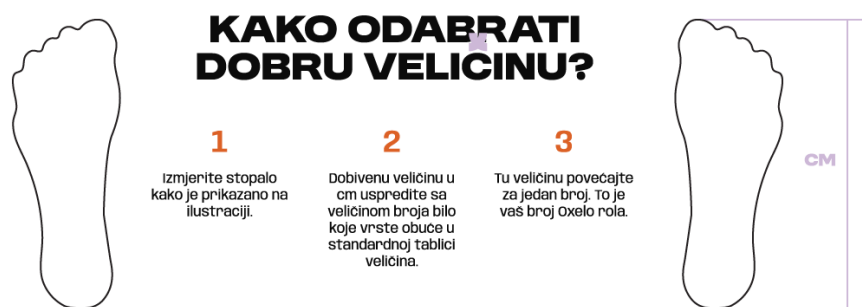 KAKO ODABRATI
DOBRU VELIČINU?
1
Izmjerite stopalo
kako je prikazano na
ilustraciji.
2
Dobivenu veličinu u
cm uspredite sa
veličinom broja bilo
koje vrste obuće u
standardnoj tablici
veličina.
3
Tu veličinu povećajte
za jedan broj. To je
vaš broj Oxelo rola.
CM